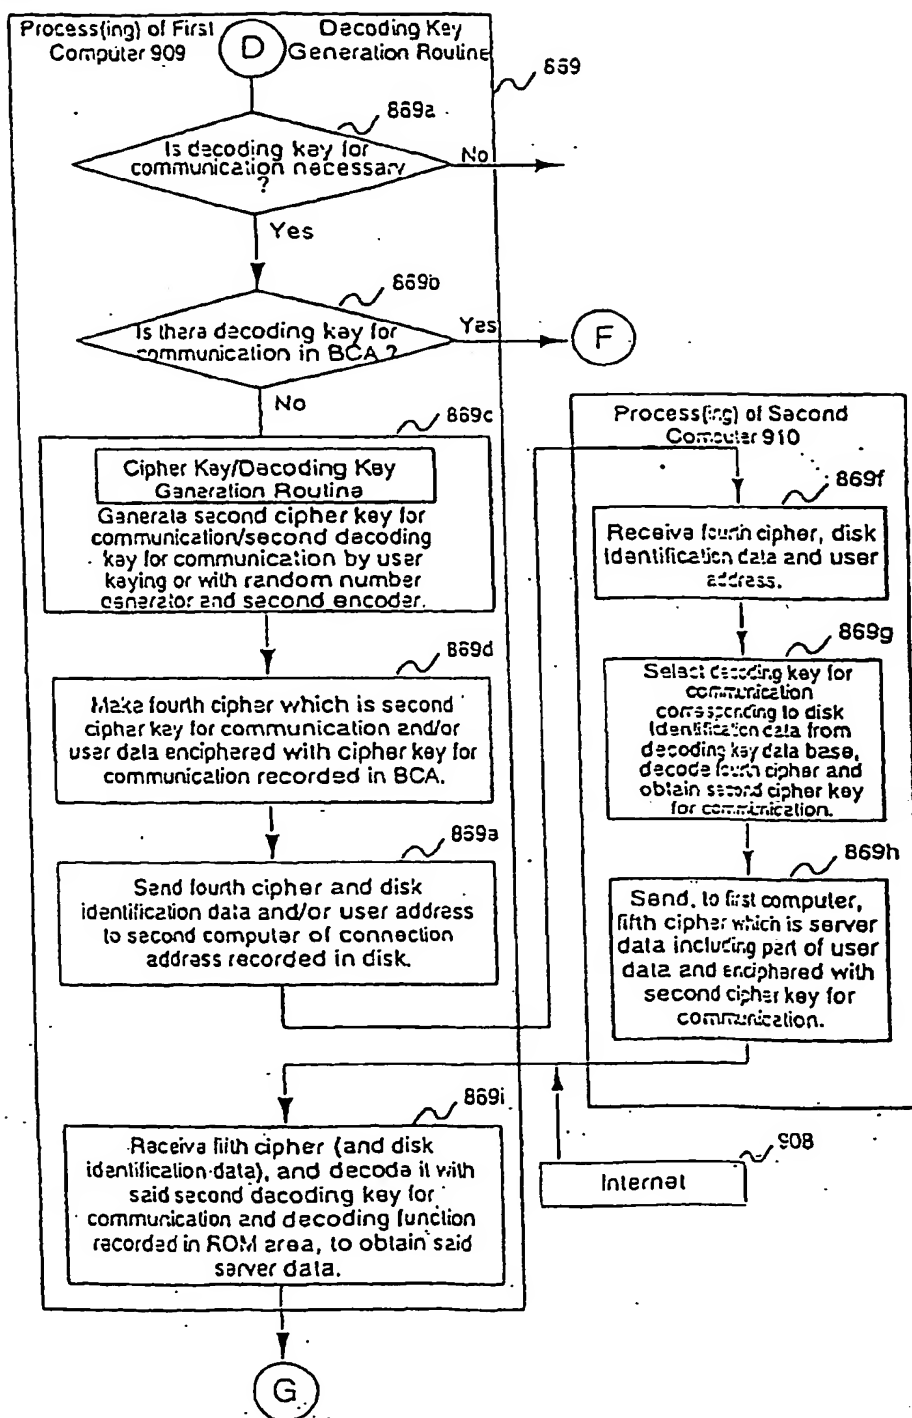 Process(ing) of First
Computer 909
D
Decoding Key
Generation Routine
869
869a
Is decoding key for
communication necessary
?
No
Yes
869b
Is there decoding key for
communication in BCA ?
Yes
F
No
869c
Cipher Key/Decoding Key
Generation Routine
Generate second cipher key for
communication/second decoding
key for communication by user
keying or with random number
generator and second encoder.
869d
Make fourth cipher which is second
cipher key for communication and/or
user data enciphered with cipher key for
communication recorded in BCA.
869e
Send fourth cipher and disk
identification data and/or user address
to second computer of connection
address recorded in disk.
Process(ing) of Second
Computer 910
869f
Receive fourth cipher, disk
identification data and user
address.
869g
Select decoding key for
communication
corresponding to disk
identification data from
decoding key data base,
decode fourth cipher and
obtain second cipher key
for communication.
869h
Send, to first computer,
fifth cipher which is server
data including part of user
data and enciphered with
second cipher key for
communication.
869i
Receive fifth cipher (and disk
identification data), and decode it with
said second decoding key for
communication and decoding function
recorded in ROM area, to obtain said
server data.
908
Internet
G